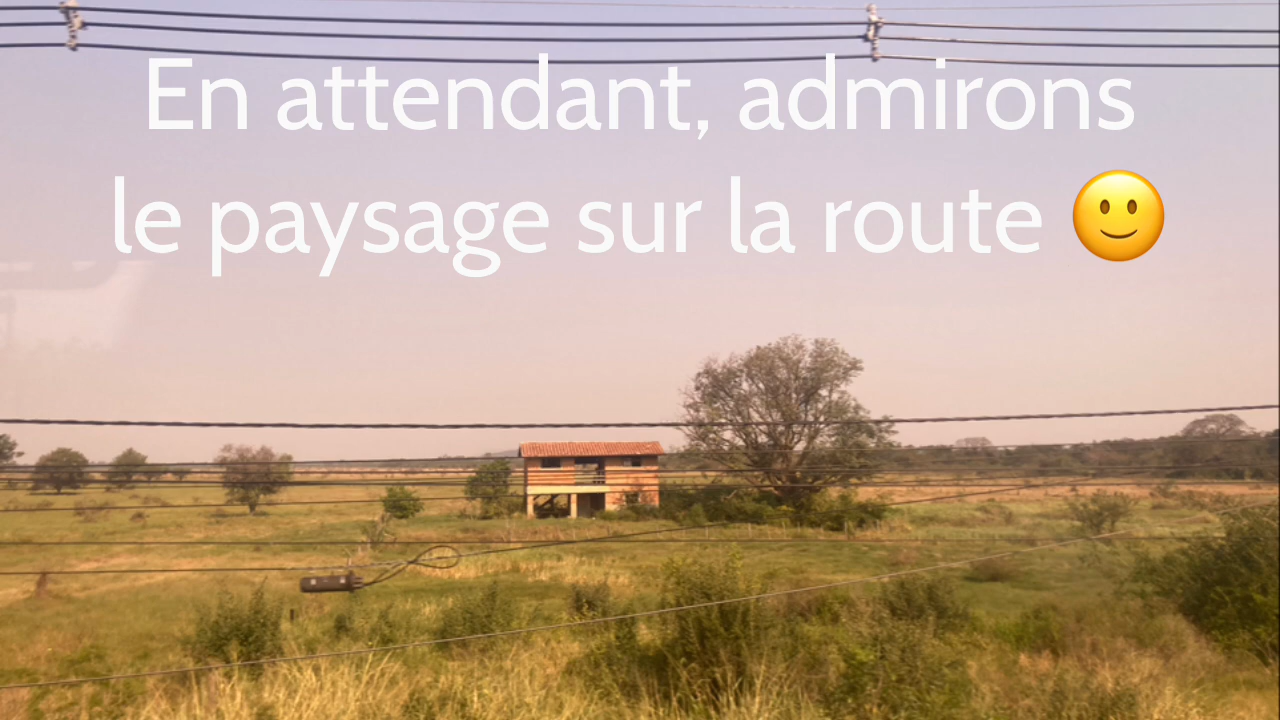 En attendant, admirons
le paysage sur la route 🙂